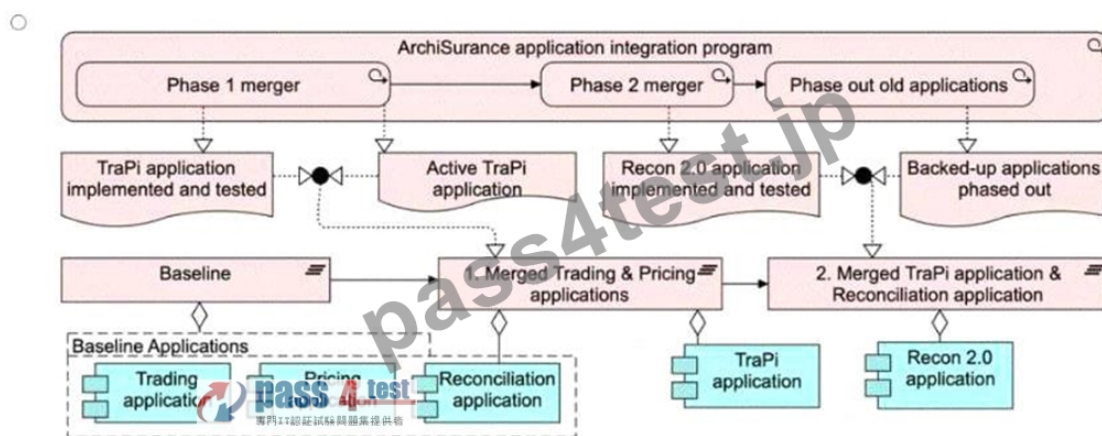 ArchiSurance application integration program
Phase 1 merger
Phase 2 merger
Phase out old applications
TraPi application
implemented and tested
Active TraPi
application
Recon 2.0 application
implemented and tested
Backed-up applications
phased out
Baseline
1. Merged Trading & Pricing
applications
2. Merged TraPi application &
Reconciliation application
Baseline Applications
Trading
application
Pricing
Reconciliation
application
TraPi
application
Recon 2.0
application
pass4test.jp
pass 4 test